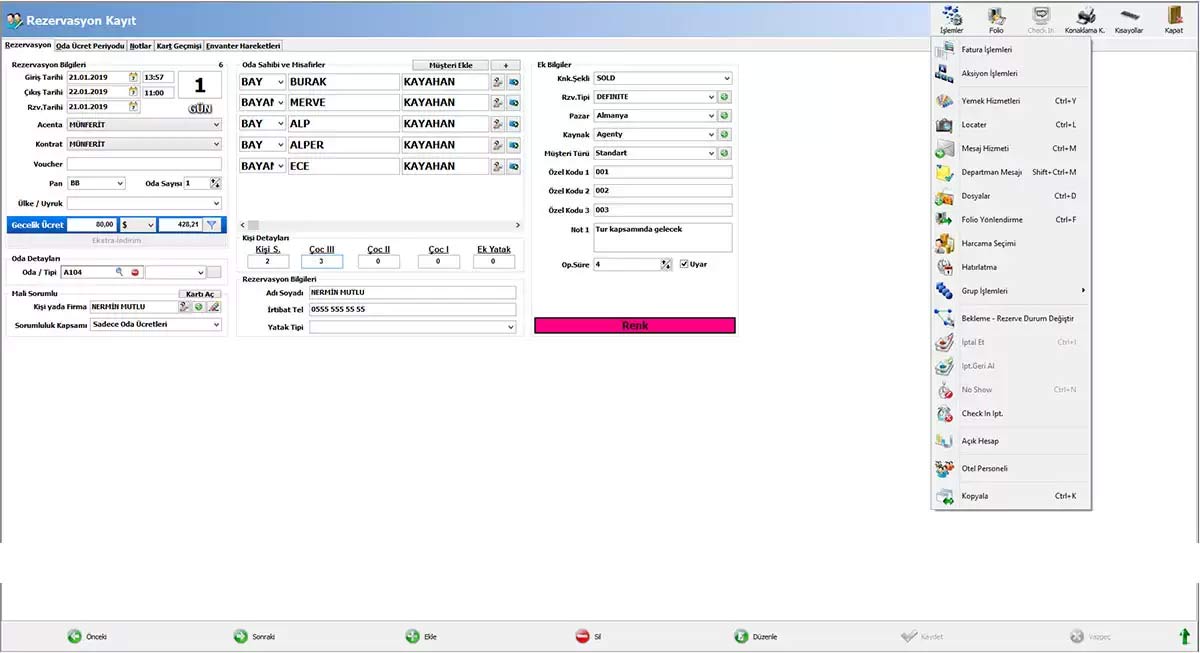 Rezervasyon Kayıt
İşlemler Folio Check In Konaklama K. Kısayollar Kapat
Rezervasyon Oda Ücret Periyodu Notlar Kart Geçmişi Envanter Hareketleri
Rezervasyon Bilgileri 6
Giriş Tarihi 21.01.2019 13:57
Çıkış Tarihi 22.01.2019 11:00
Rzv.Tarihi 21.01.2019
1
GÜN
Acenta MÜNFERİT
Kontrat MÜNFERİT
Voucher
Pan BB Oda Sayısı 1
Ülke / Uyruk
Gecelik Ücret 80,00 $ 428,21
Ekstra-İndirim
Oda Detayları
Oda / Tipi A104
Mali Sorumlu Kartı Aç
Kişi yada Firma NERMİN MUTLU
Sorumluluk Kapsamı Sadece Oda Ücretleri
Oda Sahibi ve Misafirler Müşteri Ekle +
BAY BURAK KAYAHAN
BAYAN MERVE KAYAHAN
BAY ALP KAYAHAN
BAY ALPER KAYAHAN
BAYAN ECE KAYAHAN
Kişi Detayları
Kişi S. Çoc III Çoc II Çoc I Ek Yatak
2 3 0 0 0
Rezervasyon Bilgileri
Adı Soyadı NERMİN MUTLU
İrtibat Tel 0555 555 55 55
Yatak Tipi
Ek Bilgiler
Knk.Şekli SOLD
Rzv.Tipi DEFINITE
Pazar Almanya
Kaynak Agenty
Müşteri Türü Standart
Özel Kodu 1 001
Özel Kodu 2 002
Özel Kodu 3 003
Not 1 Tur kapsamında gelecek
Op.Süre 4 Uyar
Renk
Fatura İşlemleri
Aksiyon İşlemleri
Yemek Hizmetleri Ctrl+Y
Locater Ctrl+L
Mesaj Hizmeti Ctrl+M
Departman Mesajı Shift+Ctrl+M
Dosyalar Ctrl+D
Folio Yönlendirme Ctrl+F
Harcama Seçimi
Hatırlatma
Grup İşlemleri
Bekleme - Rezerve Durum Değiştir
İptal Et Ctrl+I
Ipt.Geri Al
No Show Ctrl+N
Check In Ipt.
Açık Hesap
Otel Personeli
Kopyala Ctrl+K
Önceki Sonraki Ekle Sil Düzenle Kaydet Vazgeç